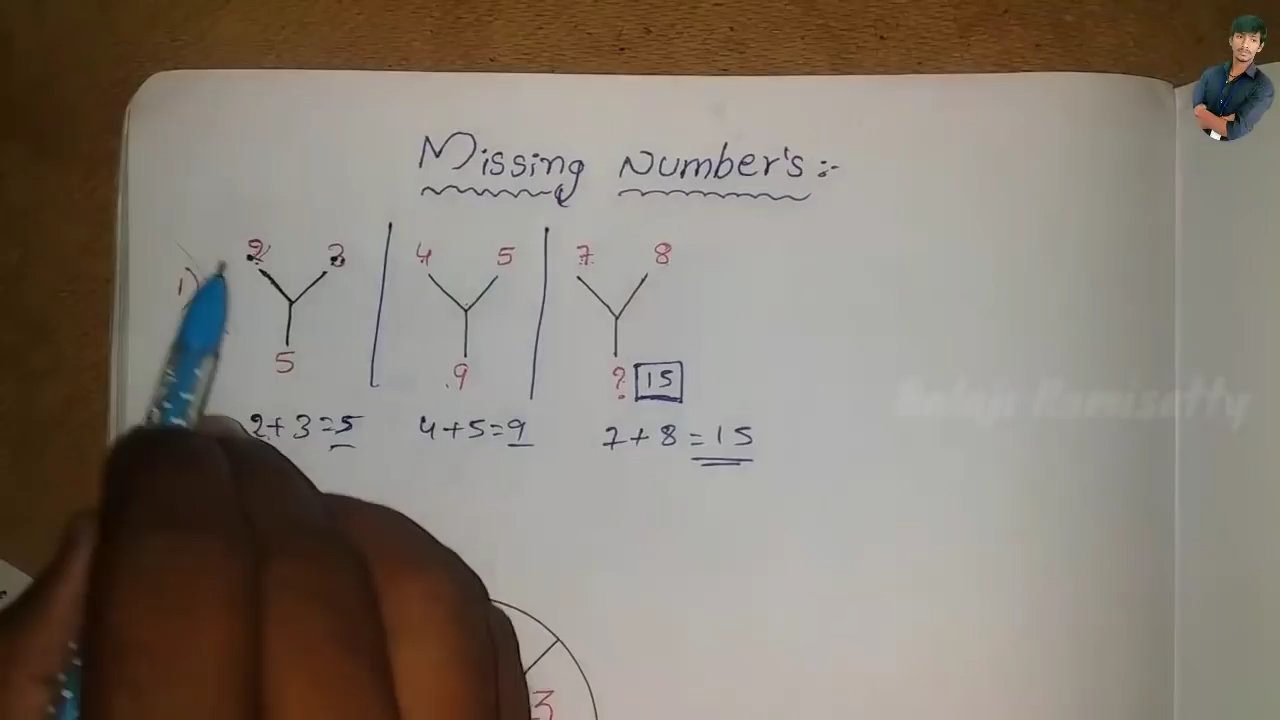 Missing Number's :-
1) 2 3 4 5 7 8
5 9 ? 15
2+3=5 4+5=9 7+8=15
3